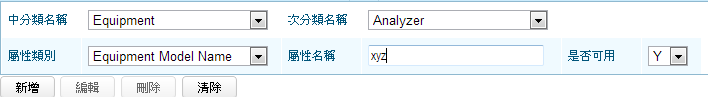 中分類名稱 Equipment 次分類名稱 Analyzer
屬性類別 Equipment Model Name 屬性名稱 xyz 是否可用 Y
新增 編輯 刪除 清除